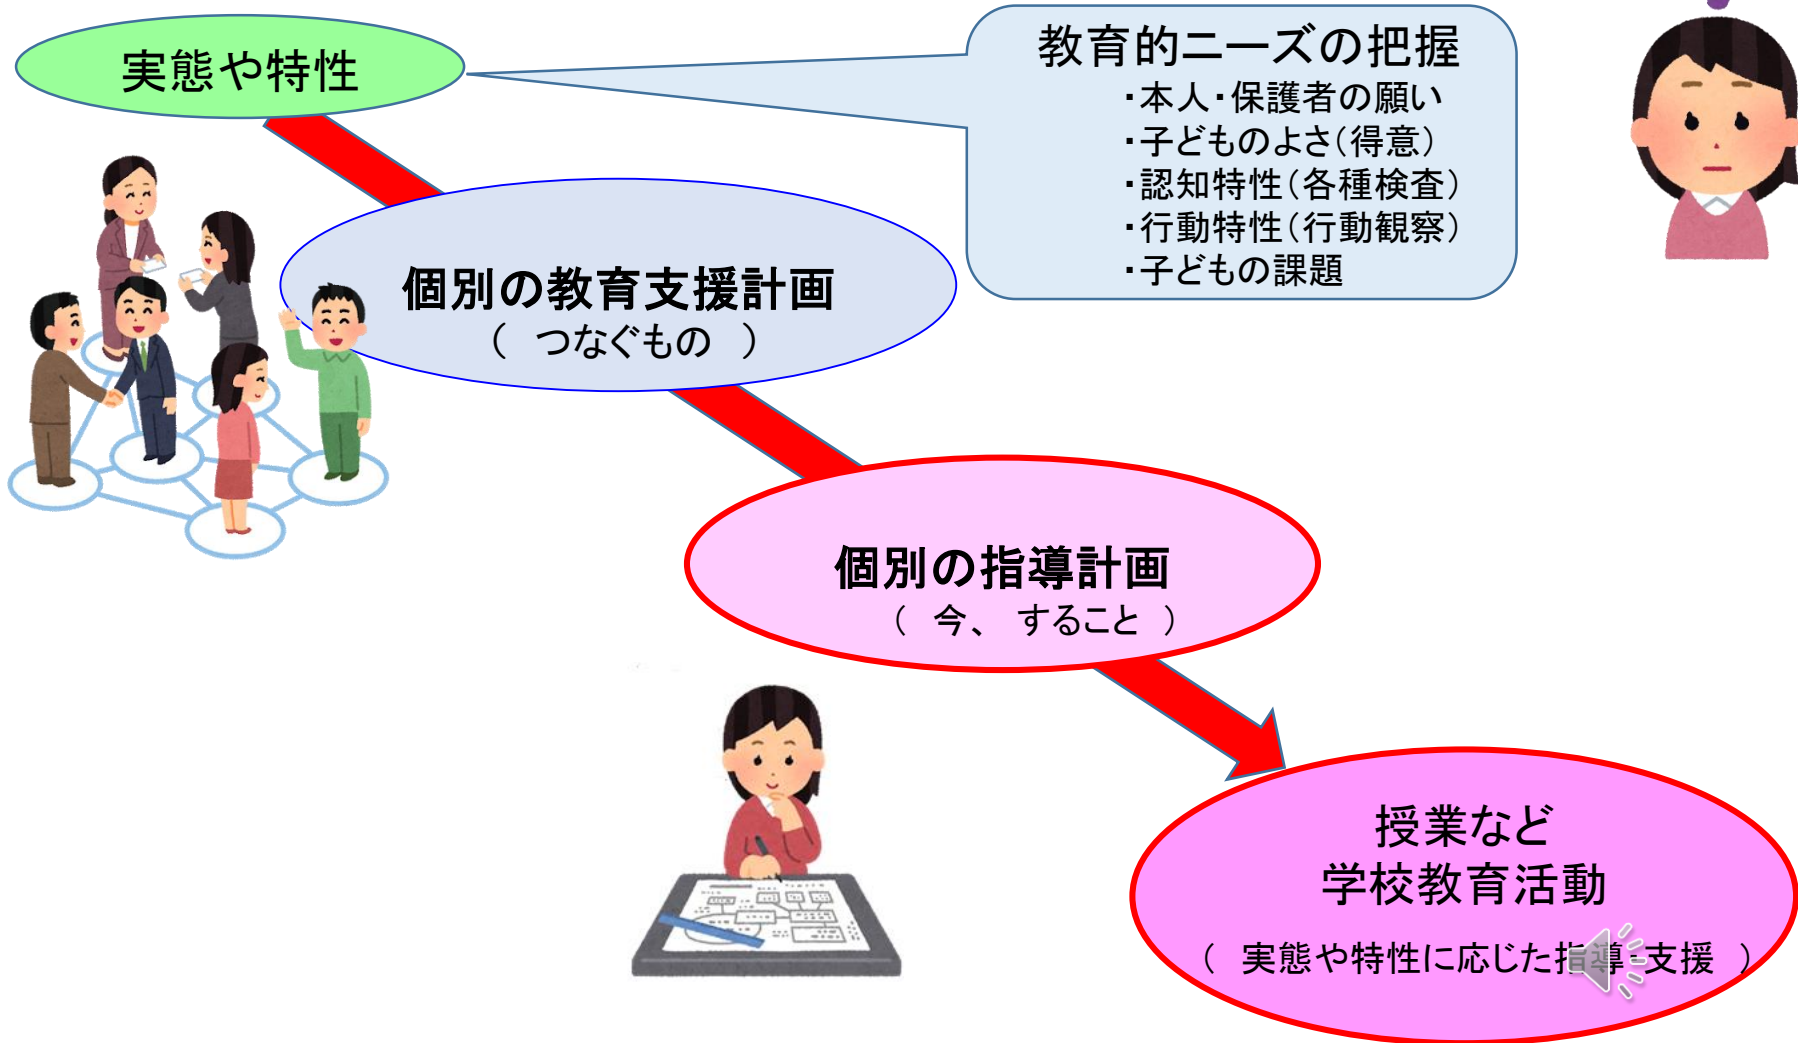 実態や特性
教育的ニーズの把握
・本人・保護者の願い
・子どものよさ(得意)
・認知特性(各種検査)
・行動特性(行動観察)
・子どもの課題
個別の教育支援計画
( つなぐもの )
個別の指導計画
( 今、 すること )
授業など
学校教育活動
( 実態や特性に応じた指導・支援 )